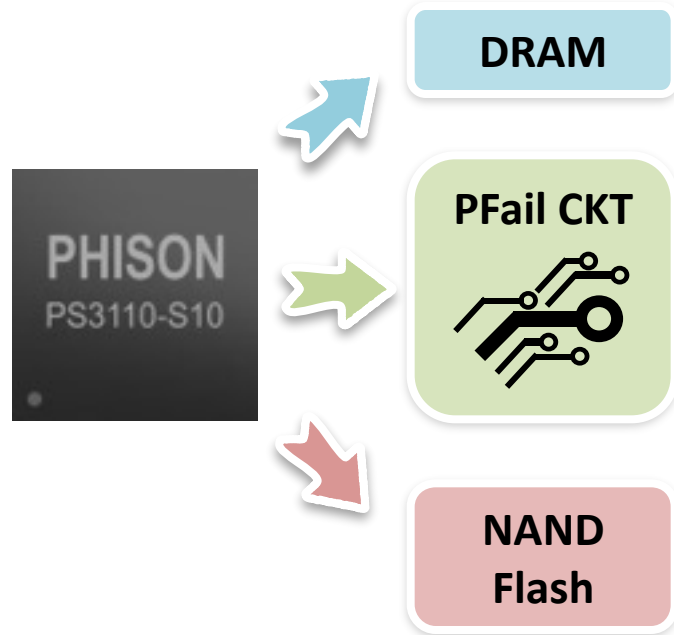 DRAM
PHISON
PS3110-S10
PFail CKT
NAND
Flash